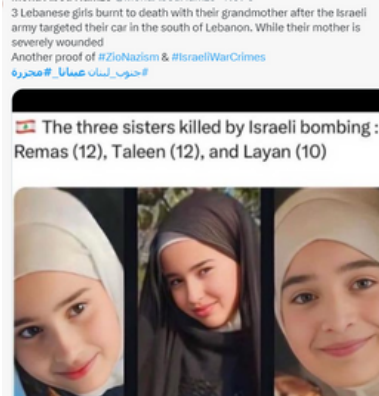 3 Lebanese girls burnt to death with their grandmother after the Israeli
army targeted their car in the south of Lebanon. While their mother is
severely wounded
Another proof of #ZioNazism & #IsraeliWarCrimes
#جنوب_لبنان عيناتا_#مجزرة
The three sisters killed by Israeli bombing :
Remas (12), Taleen (12), and Layan (10)